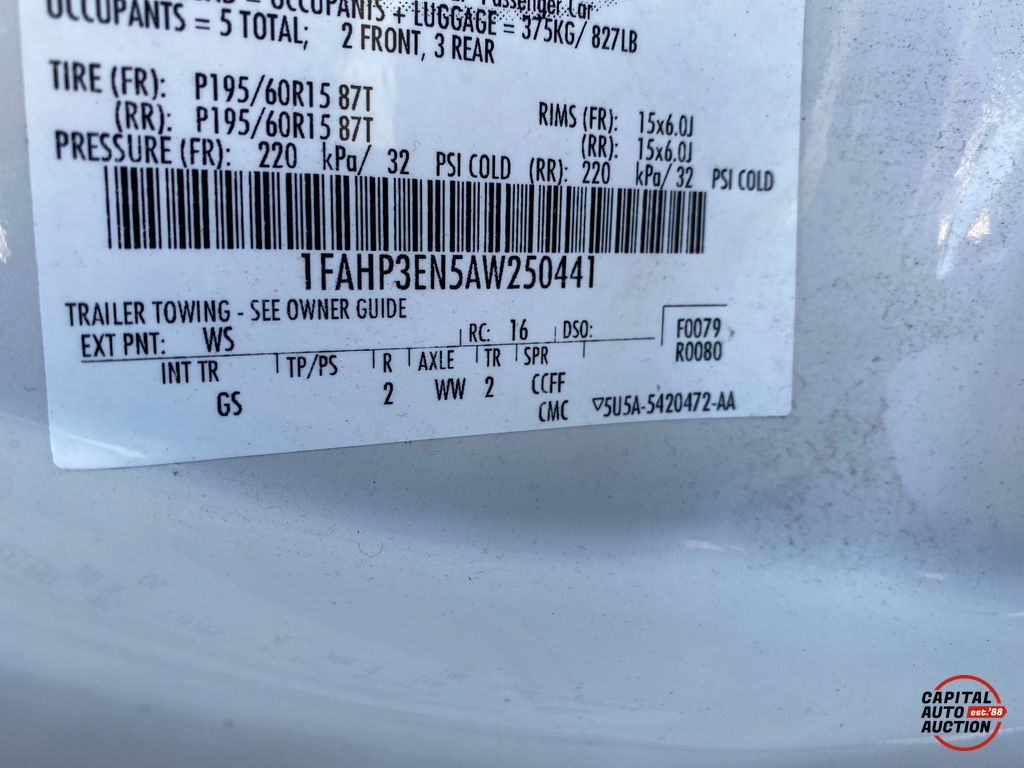 = OCCUPANTS + LUGGAGE = 375KG/ 827LB
OCCUPANTS = 5 TOTAL; 2 FRONT, 3 REAR
TIRE (FR): P195/60R15 87T
(RR): P195/60R15 87T
RIMS (FR): 15x6.0J
(RR): 15x6.0J
PRESSURE (FR): 220 kPa/ 32 PSI COLD (RR): 220 kPa/ 32 PSI COLD
1FAHP3EN5AW250441
TRAILER TOWING - SEE OWNER GUIDE
EXT PNT: WS RC: 16 DSO:
F0079
R0080
INT TR TP/PS R AXLE TR SPR
GS 2 WW 2 CCFF
CMC ▽5U5A-5420472-AA
CAPITAL
AUTO est.'88
AUCTION